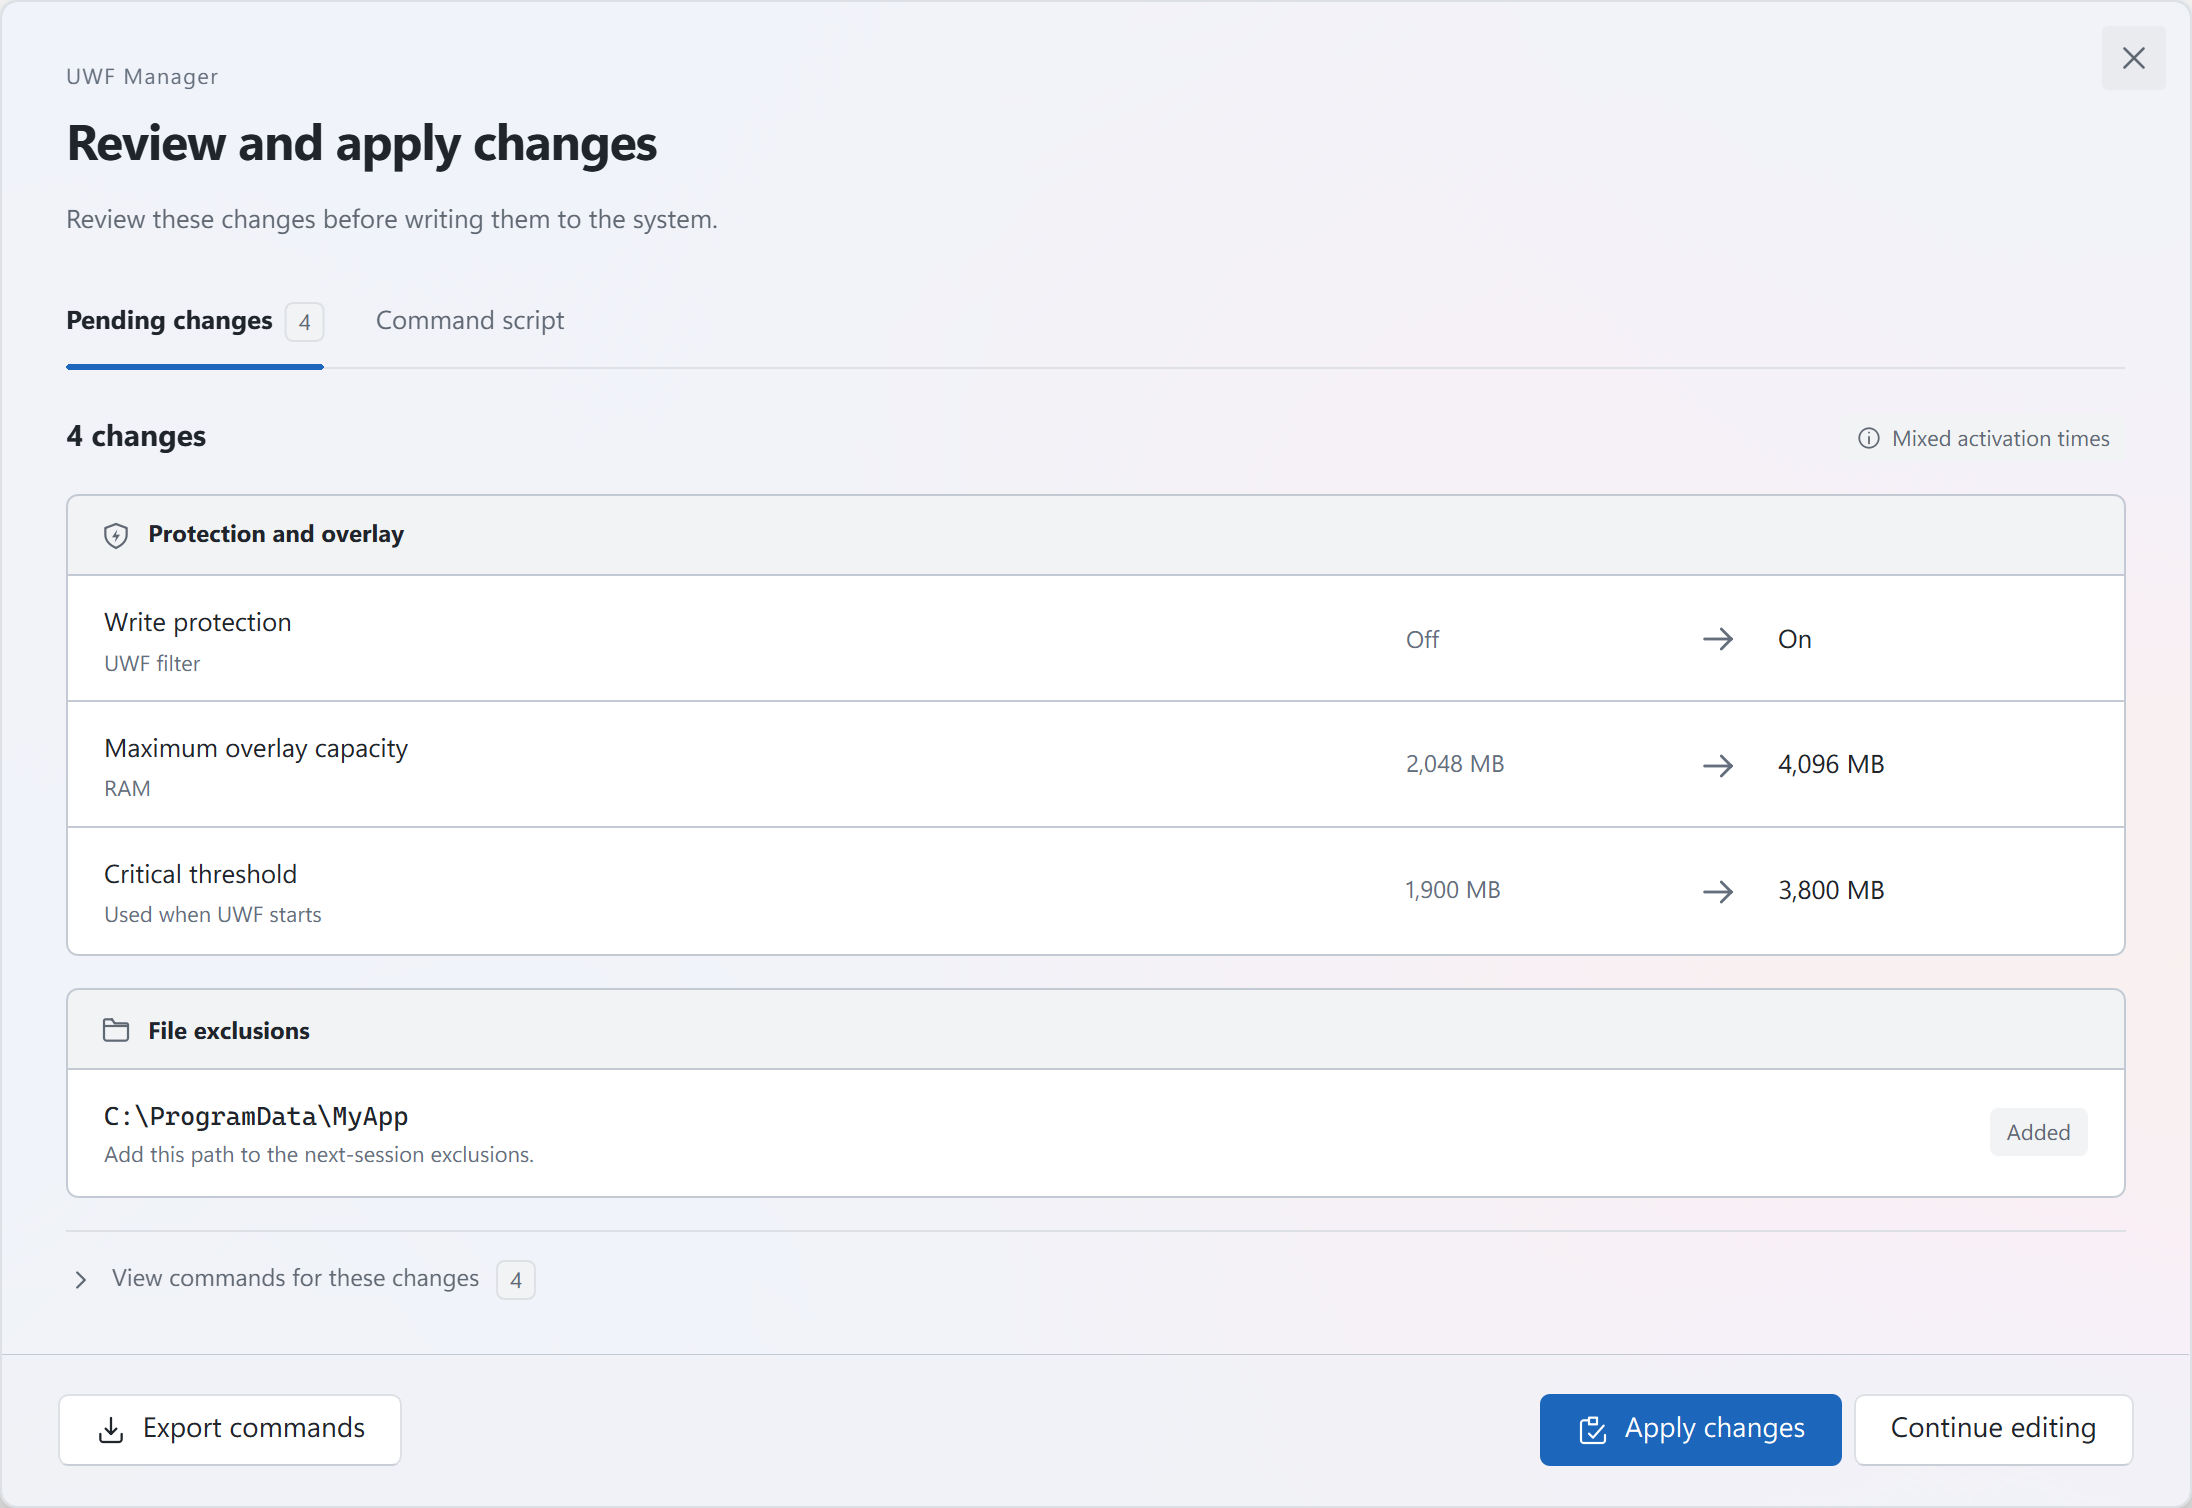 UWF Manager
Review and apply changes
Review these changes before writing them to the system.
Pending changes 4 Command script
4 changes
Mixed activation times
Protection and overlay
Write protection
UWF filter
Off → On
Maximum overlay capacity
RAM
2,048 MB → 4,096 MB
Critical threshold
Used when UWF starts
1,900 MB → 3,800 MB
File exclusions
C:\ProgramData\MyApp
Add this path to the next-session exclusions.
Added
View commands for these changes 4
Export commands
Apply changes
Continue editing